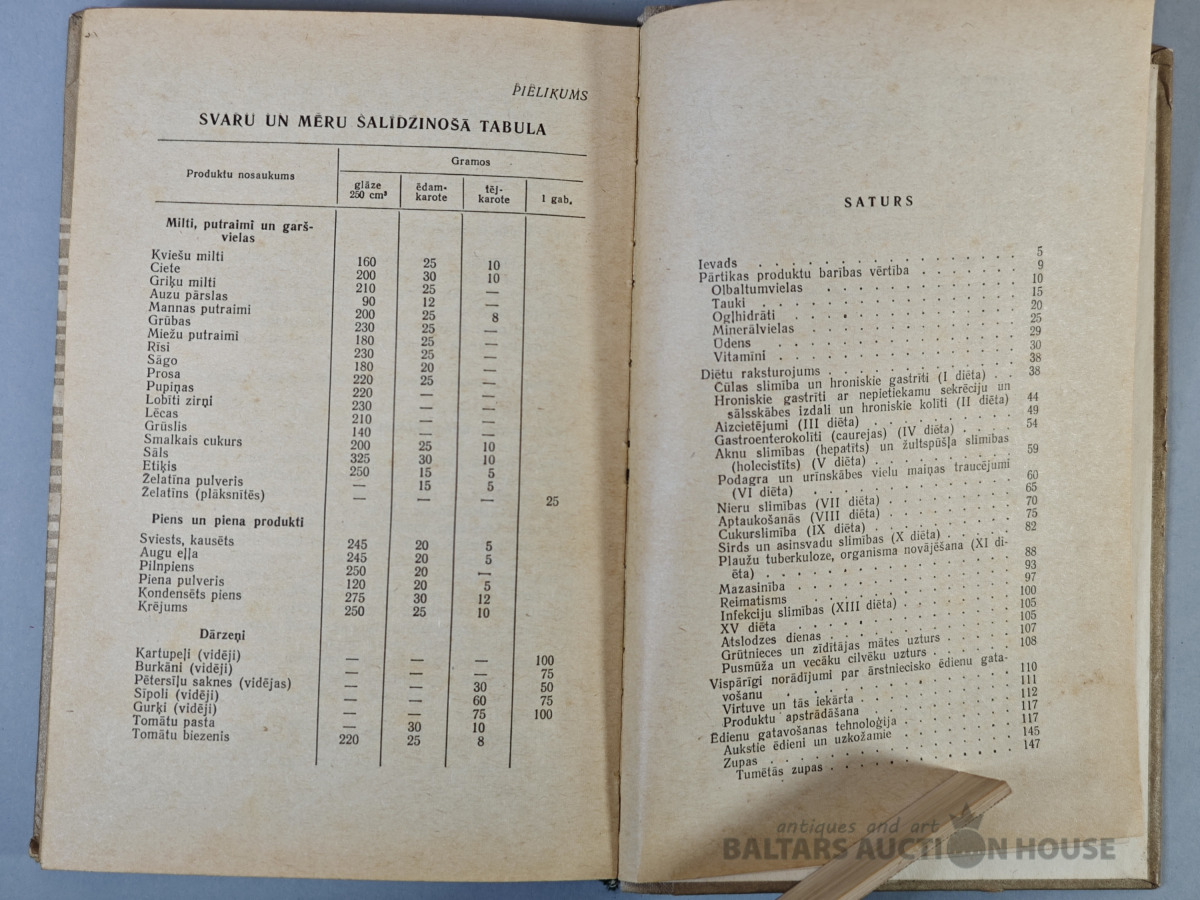 PIELIKUMS
SVARU UN MĒRU SALĪDZINOŠĀ TABULA
Produktu nosaukums
Gramos
glāze 250 cm³
ēdam-karote
tēj-karote
1 gab.
Milti, putraimi un garš-
vielas
Kviešu milti 160 25 10
Ciete 200 30 10
Griķu milti 210 25 —
Auzu pārslas 90 12 —
Mannas putraimi 200 25 8
Grūbas 230 25 —
Miežu putraimi 180 25 —
Rīsi 230 25 —
Sāgo 180 20 —
Prosa 220 25 —
Pupiņas 220 — —
Lobīti zirņi 230 — —
Lēcas 210 — —
Grūslis 140 — —
Smalkais cukurs 200 25 10
Sāls 325 30 10
Etiķis 250 15 5
Želatīna pulveris — 15 5
Želatīns (plāksnītēs) — — — 25
Piens un piena produkti
Sviests, kausēts 245 20 5
Augu eļļa 245 20 5
Pilnpiens 250 20 —
Piena pulveris 120 20 5
Kondensēts piens 275 30 12
Krējums 250 25 10
Dārzeņi
Kartupeļi (vidēji) — — — 100
Burkāni (vidēji) — — — 75
Pētersīļu saknes (vidējas) — — 30 50
Sīpoli (vidēji) — — 60 75
Gurķi (vidēji) — — 75 100
Tomātu pasta — 30 10
Tomātu biezenis 220 25 8
SATURS
Ievads 5
Pārtikas produktu barības vērtība 9
Olbaltumvielas 10
Tauki 15
Ogļhidrāti 20
Minerālvielas 25
Ūdens 29
Vitamīni 30
Diētu raksturojums 38
Čūlas slimība un hroniskie gastrīti (I diēta) 38
Hroniskie gastrīti ar nepietiekamu sekrēciju un
sālsskābes izdali un hroniskie kolīti (II diēta) 44
Aizcietējumi (III diēta) 49
Gastroenterokolīti (caurejas) (IV diēta) 54
Aknu slimības (hepatīts) un žultspūšļa slimības
(holecistīts) (V diēta) 59
Podagra un urīnskābes vielu maiņas traucējumi
(VI diēta) 60
Nieru slimības (VII diēta) 65
Aptaukošanās (VIII diēta) 70
Cukurslimība (IX diēta) 75
Sirds un asinsvadu slimības (X diēta) 82
Plaušu tuberkuloze, organisma novājēšana (XI di-
ēta) 88
Mazasinība 93
Reimatisms 97
Infekciju slimības (XIII diēta) 100
XV diēta 105
Atslodzes dienas 105
Grūtnieces un zīdītājas mātes uzturs 107
Pusmūža un vecāku cilvēku uzturs 108
Vispārīgi norādījumi par ārstniecisko ēdienu gata-
vošanu 110
Virtuve un tās iekārta 111
Produktu apstrādāšana 112
Ēdienu gatavošanas tehnoloģija 117
Aukstie ēdieni un uzkožamie 117
Zupas 145
Tumētās zupas 147
antiques and art
BALTARS AUCTION HOUSE